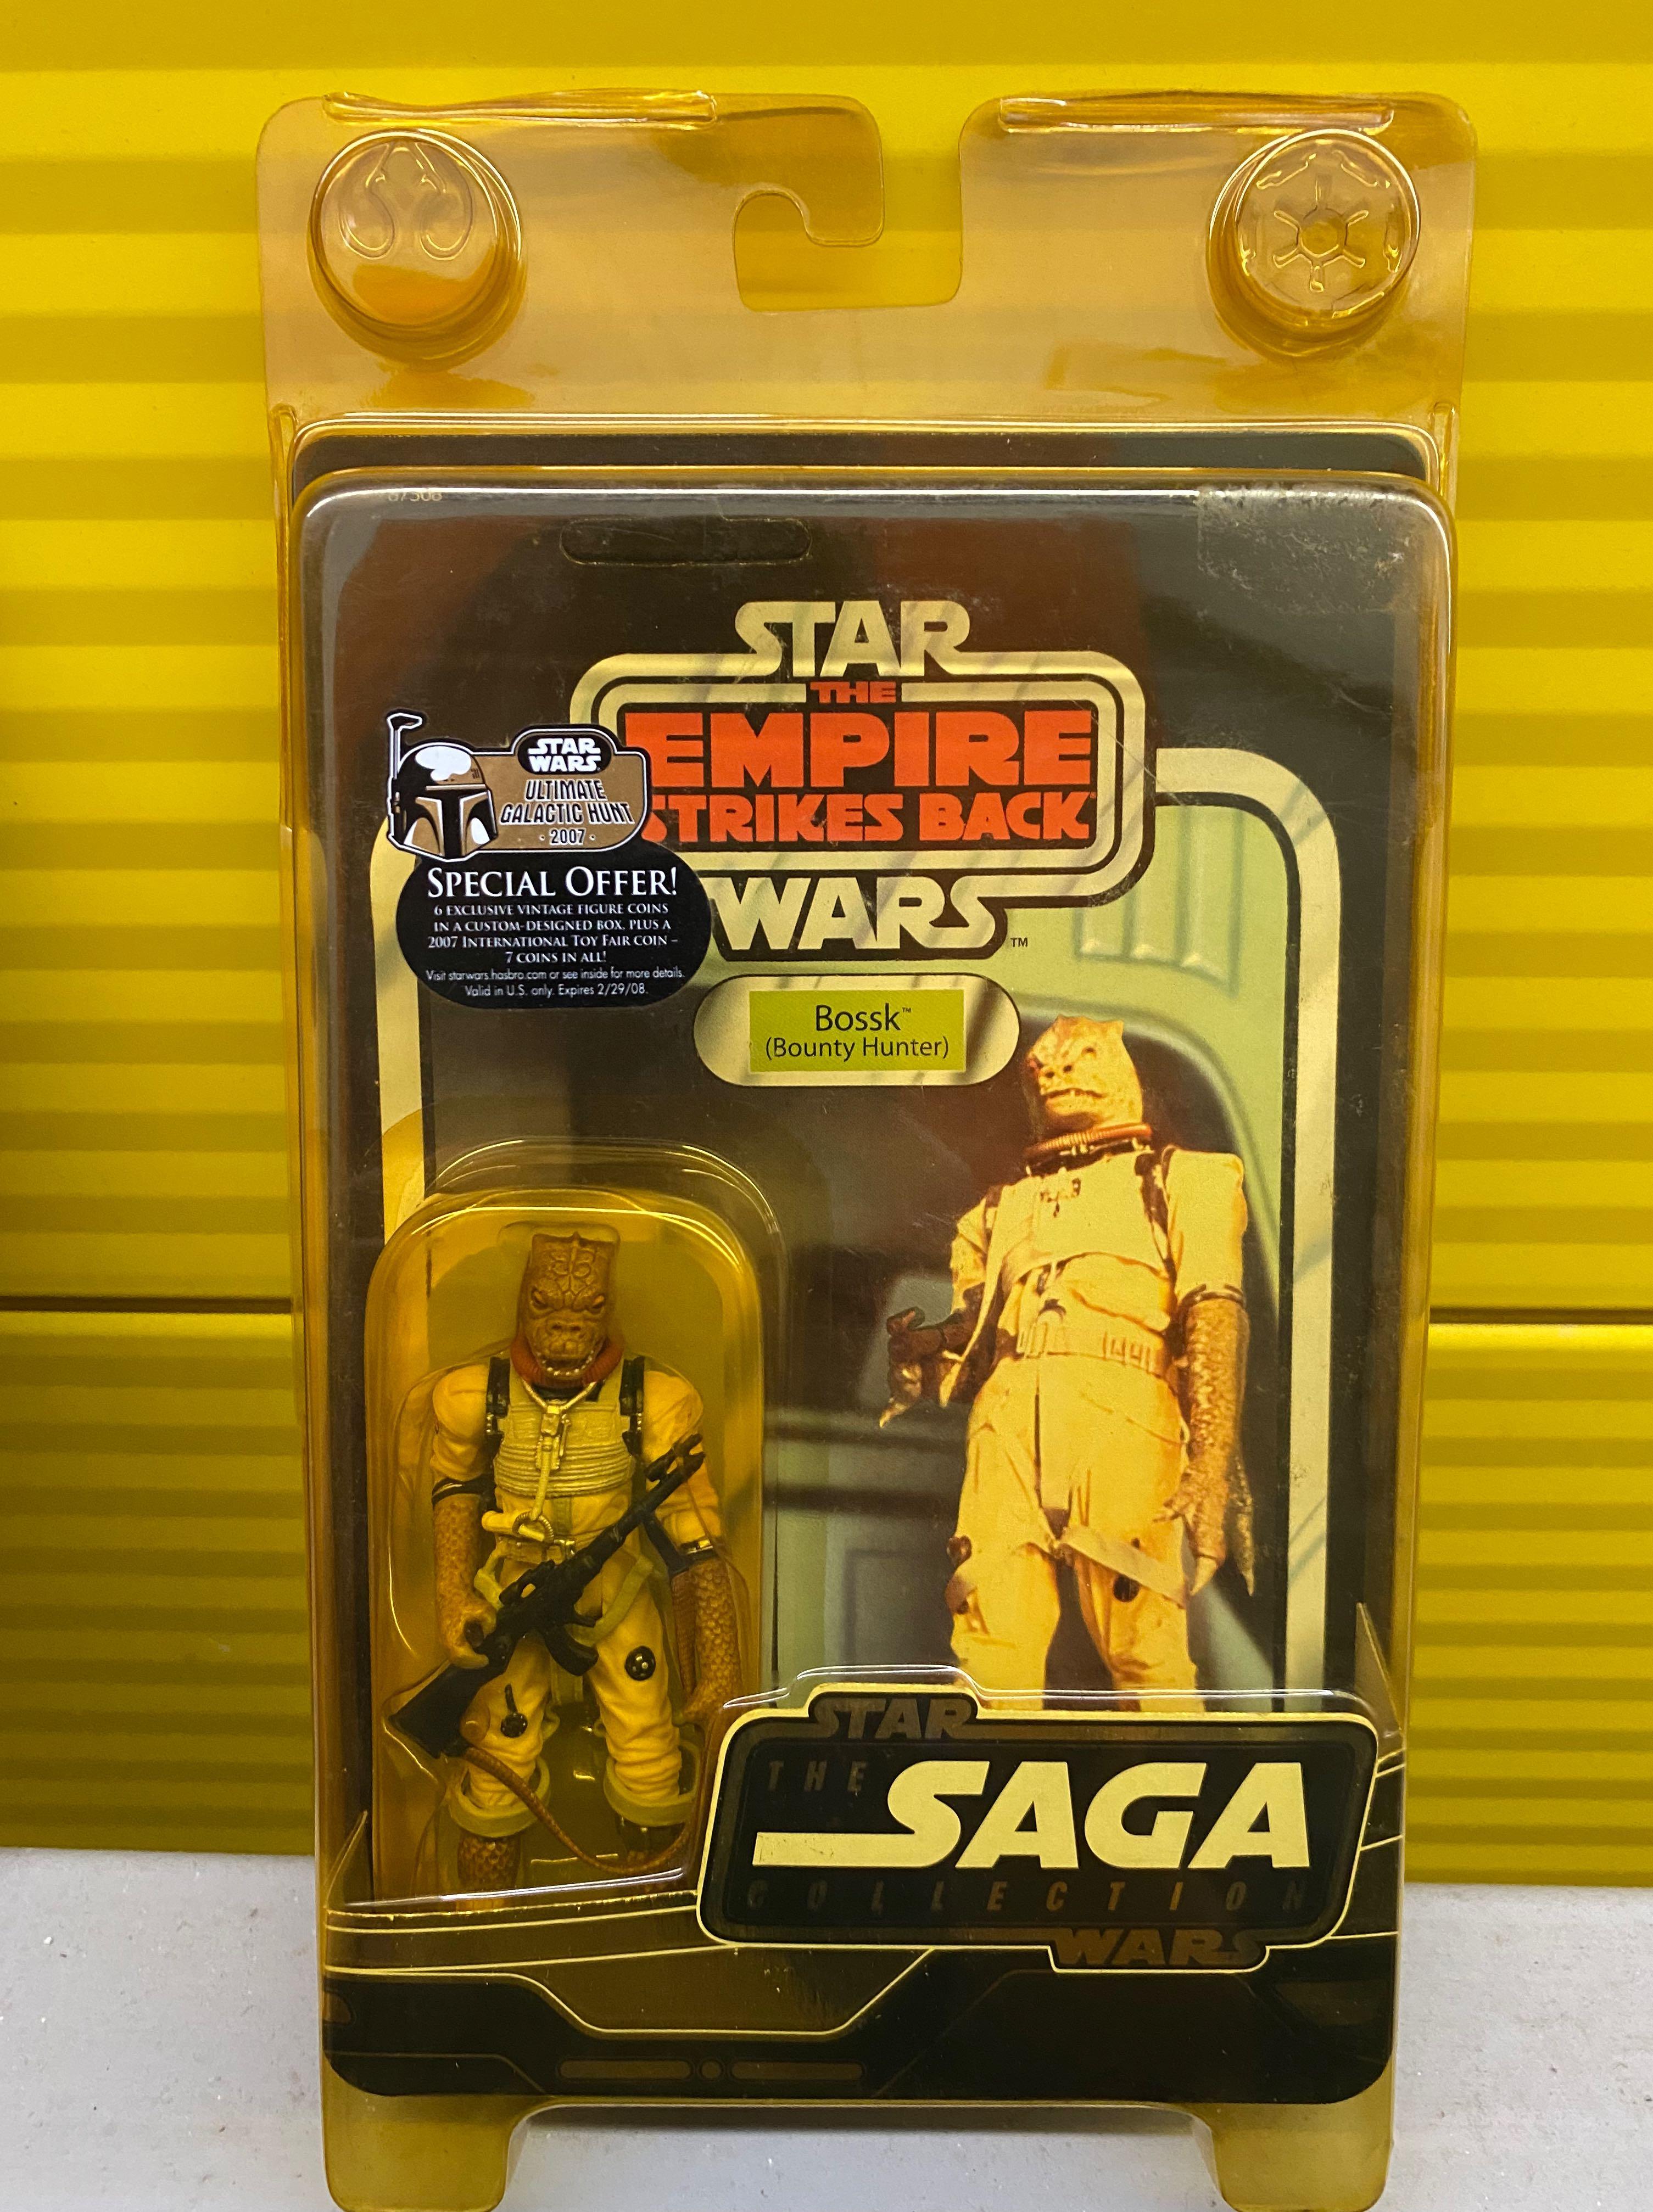 STAR
THE
EMPIRE
STRIKES BACK
WARS™
STAR
WARS
ULTIMATE
GALACTIC HUNT
· 2007 ·
SPECIAL OFFER!
6 EXCLUSIVE VINTAGE FIGURE COINS
IN A CUSTOM-DESIGNED BOX, PLUS A
2007 INTERNATIONAL TOY FAIR COIN –
7 COINS IN ALL!
Visit starwars.hasbro.com or see inside for more details.
Valid in U.S. only. Expires 2/29/08.
Bossk™
(Bounty Hunter)
STAR
THE
SAGA
COLLECTION
WARS